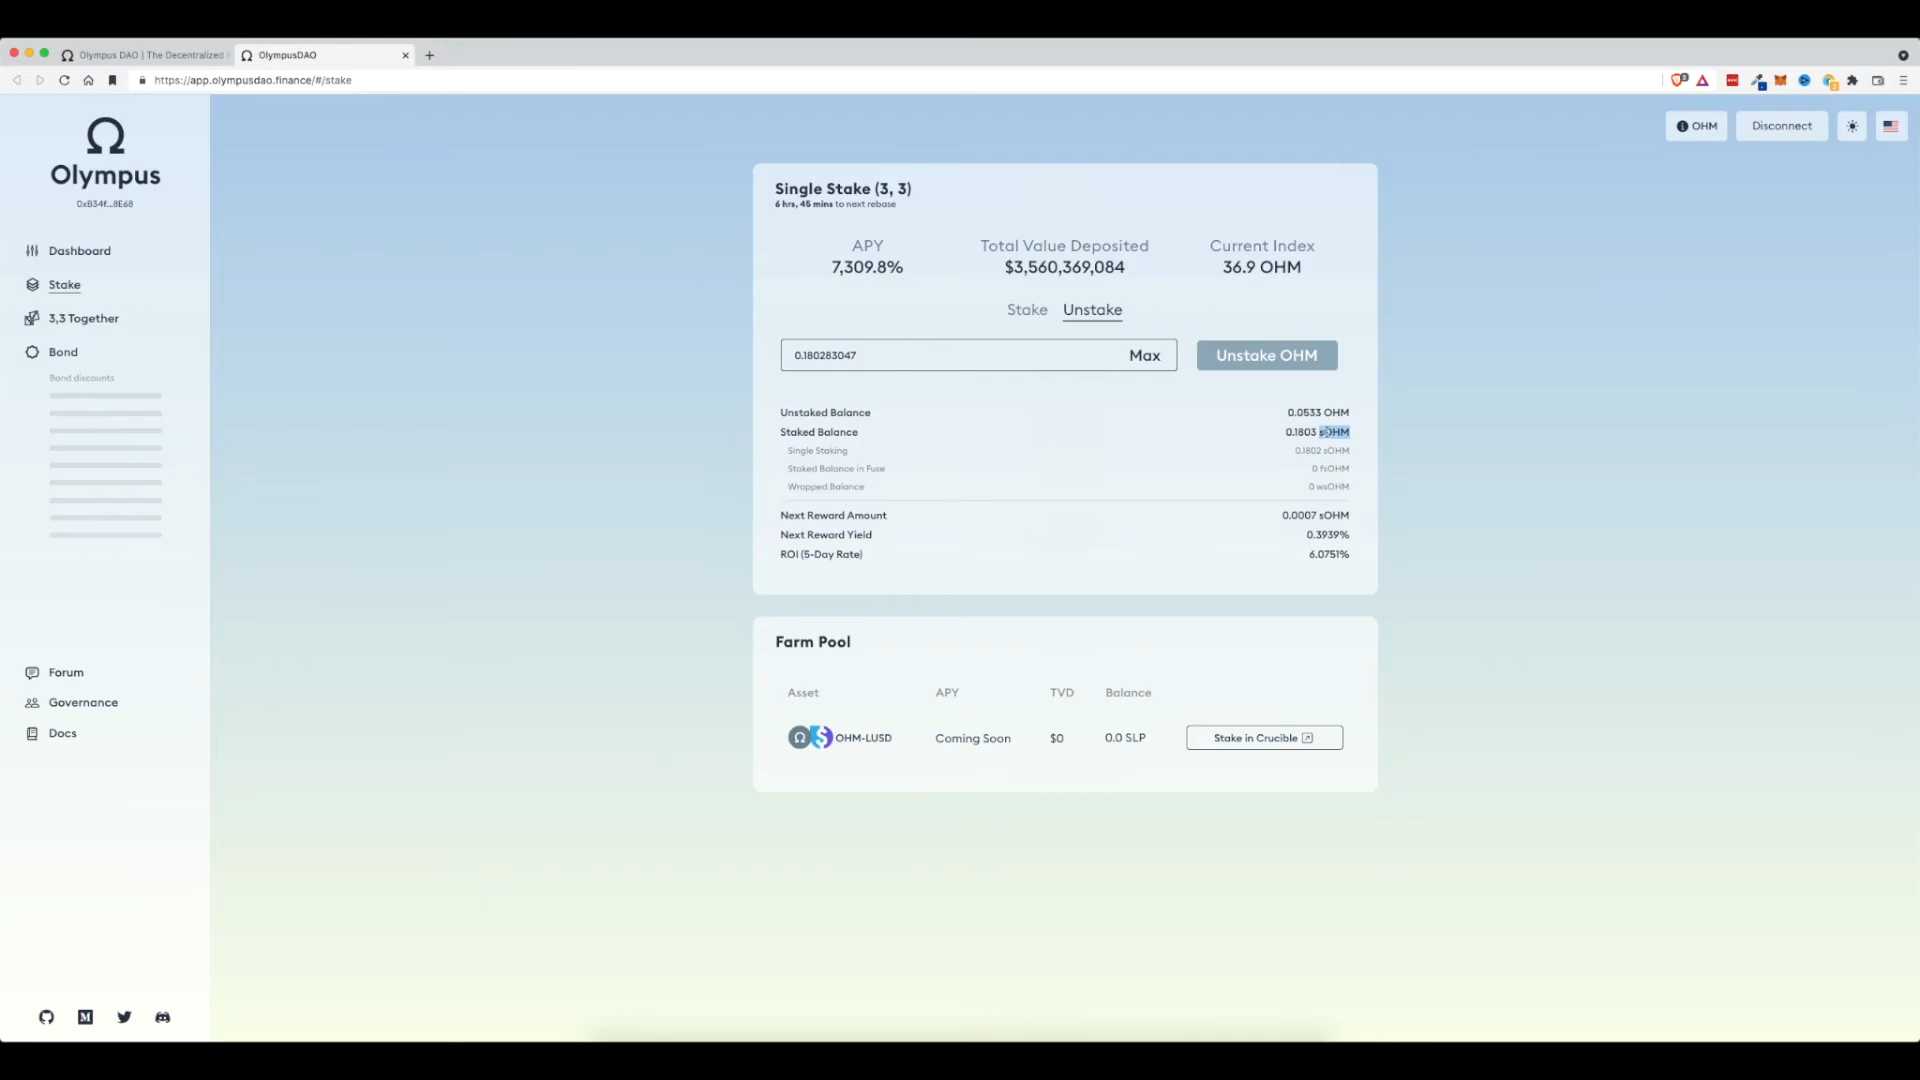 Olympus DAO | The Decentralized
OlympusDAO
https://app.olympusdao.finance/#/stake
Olympus
0xB34f...8E68
Dashboard
Stake
3,3 Together
Bond
Bond discounts
Forum
Governance
Docs
OHM
Disconnect
Single Stake (3, 3)
6 hrs, 45 mins to next rebase
APY
Total Value Deposited
Current Index
7,309.8%
$3,560,369,084
36.9 OHM
Stake
Unstake
0.180283047
Max
Unstake OHM
Unstaked Balance
0.0533 OHM
Staked Balance
0.1803 sOHM
Single Staking
0.1802 sOHM
Staked Balance in Fuse
0 fsOHM
Wrapped Balance
0 wsOHM
Next Reward Amount
0.0007 sOHM
Next Reward Yield
0.3939%
ROI (5-Day Rate)
6.0751%
Farm Pool
Asset
APY
TVD
Balance
OHM-LUSD
Coming Soon
$0
0.0 SLP
Stake in Crucible